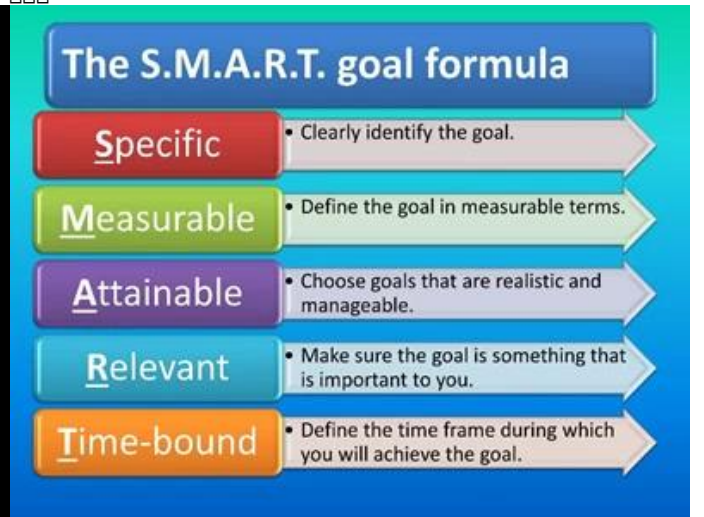 The S.M.A.R.T. goal formula
Specific
• Clearly identify the goal.
Measurable
• Define the goal in measurable terms.
Attainable
• Choose goals that are realistic and
manageable.
Relevant
• Make sure the goal is something that
is important to you.
Time-bound
• Define the time frame during which
you will achieve the goal.